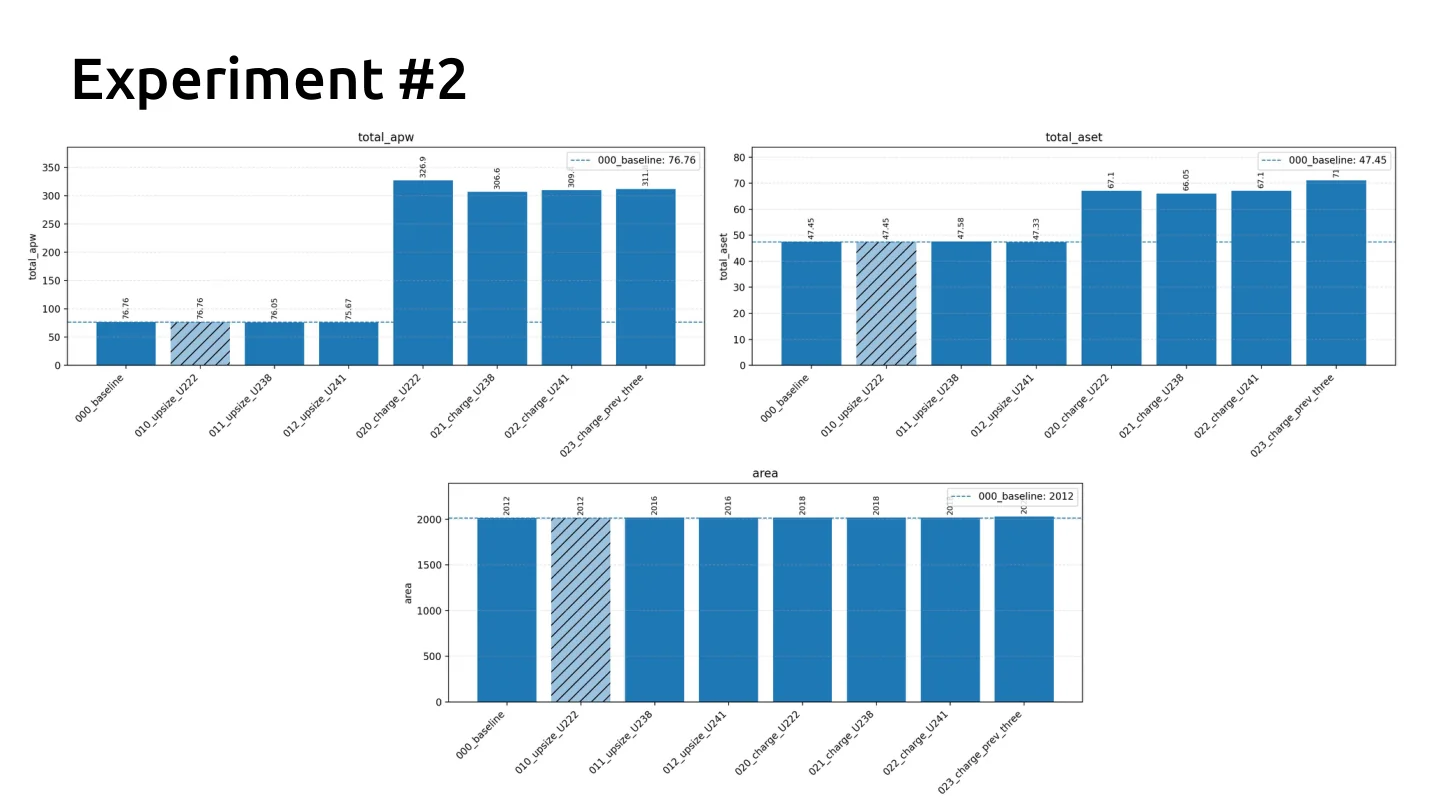 Experiment #2
total_apw
000_baseline: 76.76
350
300
250
200
150
100
50
0
total_apw
76.76
76.76
76.05
75.67
326.9
306.6
309.
311.
000_baseline
010_upsize_U222
011_upsize_U238
012_upsize_U241
020_charge_U222
021_charge_U238
022_charge_U241
023_charge_prev_three
total_aset
000_baseline: 47.45
80
70
60
50
40
30
20
10
0
total_aset
47.45
47.45
47.58
47.33
67.1
66.05
67.1
71
000_baseline
010_upsize_U222
011_upsize_U238
012_upsize_U241
020_charge_U222
021_charge_U238
022_charge_U241
023_charge_prev_three
area
000_baseline: 2012
2000
1500
1000
500
0
area
2012
2012
2016
2016
2018
2018
000_baseline
010_upsize_U222
011_upsize_U238
012_upsize_U241
020_charge_U222
021_charge_U238
022_charge_U241
023_charge_prev_three